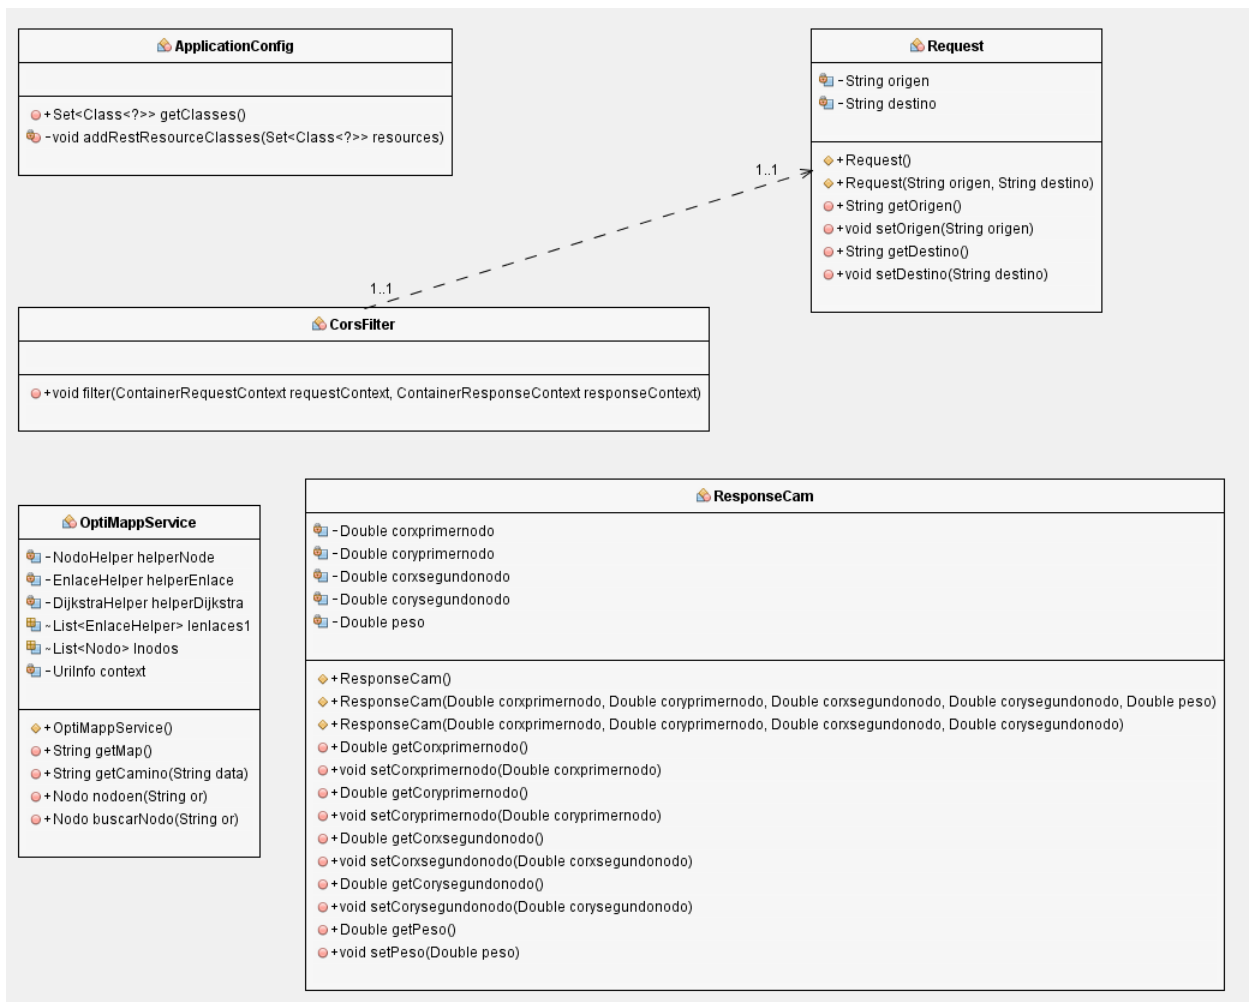 ApplicationConfig
+Set<Class<?>> getClasses()
-void addRestResourceClasses(Set<Class<?>> resources)
Request
-String origen
-String destino
+Request()
+Request(String origen, String destino)
+String getOrigen()
+void setOrigen(String origen)
+String getDestino()
+void setDestino(String destino)
1..1
1..1
CorsFilter
+void filter(ContainerRequestContext requestContext, ContainerResponseContext responseContext)
OptiMappService
-NodoHelper helperNode
-EnlaceHelper helperEnlace
-DijkstraHelper helperDijkstra
~List<EnlaceHelper> lenlaces1
~List<Nodo> lnodos
-UriInfo context
+OptiMappService()
+String getMap()
+String getCamino(String data)
+Nodo nodoen(String or)
+Nodo buscarNodo(String or)
ResponseCam
-Double corxprimernodo
-Double coryprimernodo
-Double corxsegundonodo
-Double corysegundonodo
-Double peso
+ResponseCam()
+ResponseCam(Double corxprimernodo, Double coryprimernodo, Double corxsegundonodo, Double corysegundonodo, Double peso)
+ResponseCam(Double corxprimernodo, Double coryprimernodo, Double corxsegundonodo, Double corysegundonodo)
+Double getCorxprimernodo()
+void setCorxprimernodo(Double corxprimernodo)
+Double getCoryprimernodo()
+void setCoryprimernodo(Double coryprimernodo)
+Double getCorxsegundonodo()
+void setCorxsegundonodo(Double corxsegundonodo)
+Double getCorysegundonodo()
+void setCorysegundonodo(Double corysegundonodo)
+Double getPeso()
+void setPeso(Double peso)